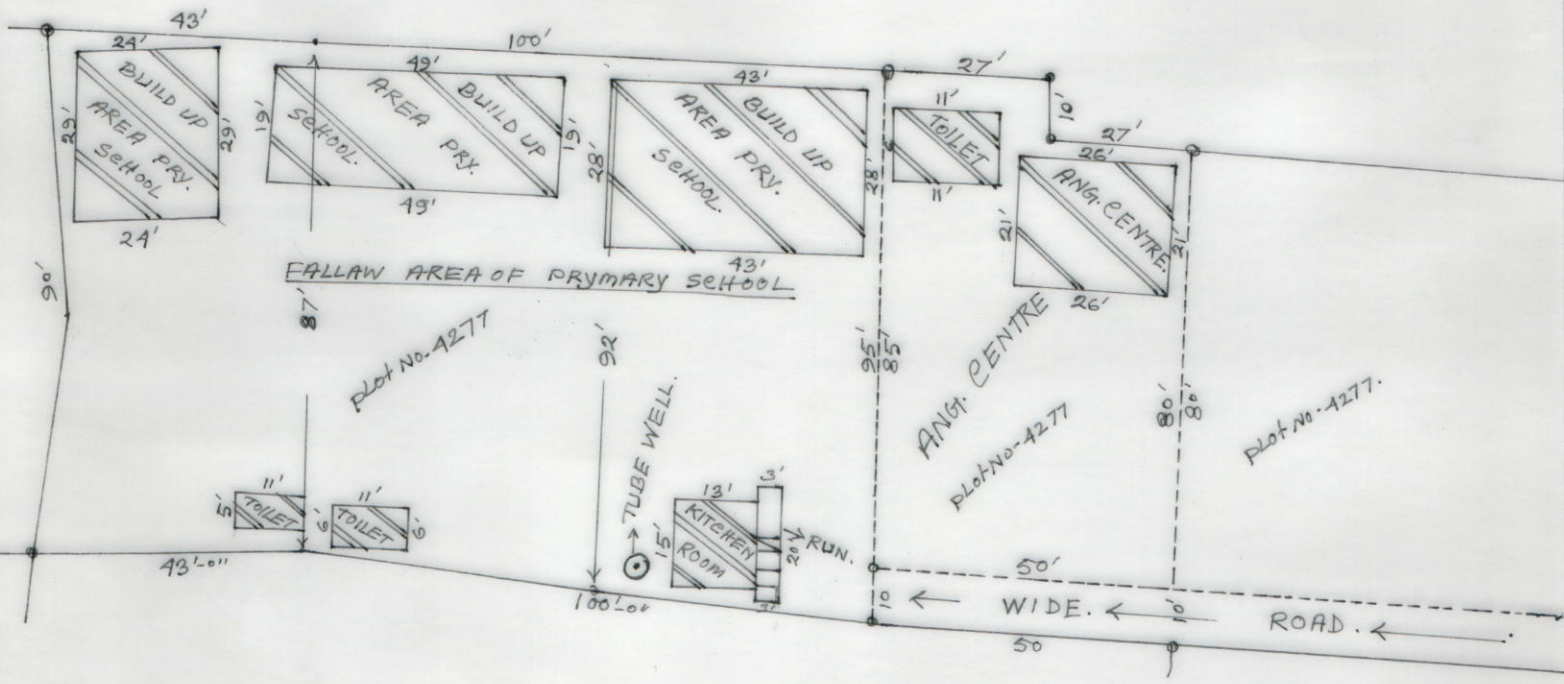 43'
100'
27'
10'
27'
24'
BUILD UP
AREA PRY.
SCHOOL
29'
29'
24'
49'
BUILD UP
AREA PRY.
SCHOOL.
19'
19'
49'
43'
BUILD UP
AREA PRY.
SCHOOL.
28'
28'
43'
11'
TOILET
11'
26'
ANG. CENTRE.
21'
21'
26'
FALLAW AREA OF PRYMARY SCHOOL
90'
87'
92'
95'
85'
80'
80'
PLOT NO-4277
ANG. CENTRE
PLOT NO-4277
PLOT NO-4277.
TUBE WELL.
11'
TOILET
5'
11'
TOILET
6'
6'
13'
KITCHEN
ROOM
15'
3'
20'
RUN.
3'
43'-0"
100'-0"
50'
10'
WIDE.
10'
ROAD.
50